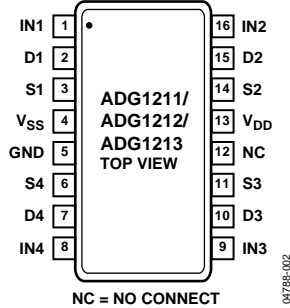 IN1 1 16 IN2
D1 2 15 D2
S1 3 14 S2
VSS 4 13 VDD
GND 5 12 NC
S4 6 11 S3
D4 7 10 D3
IN4 8 9 IN3
ADG1211/
ADG1212/
ADG1213
TOP VIEW
NC = NO CONNECT
04788-002